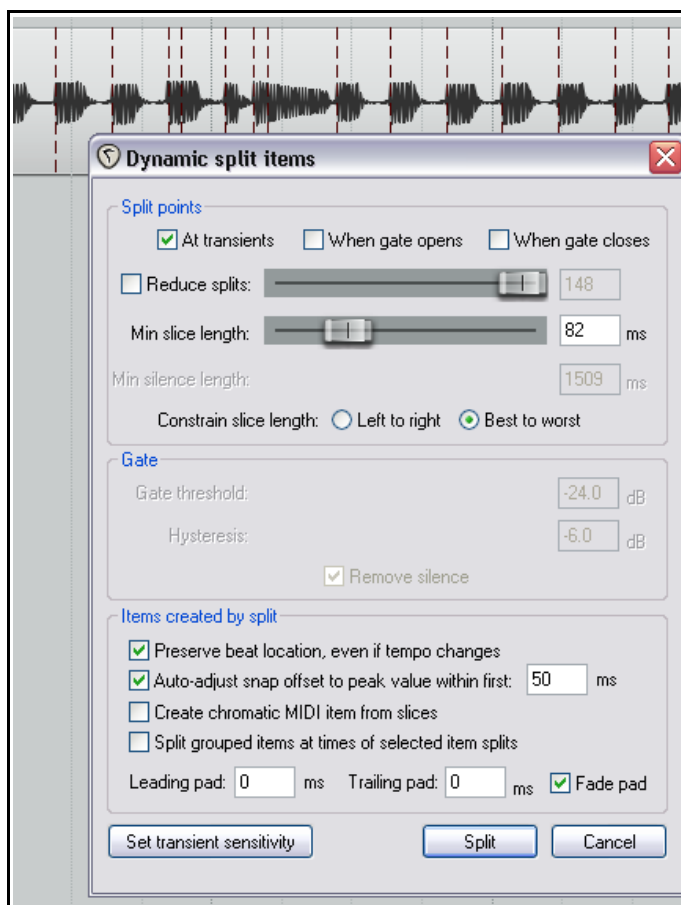 Dynamic split items
Split points
At transients When gate opens When gate closes
Reduce splits: 148
Min slice length: 82 ms
Min silence length: 1509 ms
Constrain slice length: Left to right Best to worst
Gate
Gate threshold: -24.0 dB
Hysteresis: -6.0 dB
Remove silence
Items created by split
Preserve beat location, even if tempo changes
Auto-adjust snap offset to peak value within first: 50 ms
Create chromatic MIDI item from slices
Split grouped items at times of selected item splits
Leading pad: 0 ms Trailing pad: 0 ms Fade pad
Set transient sensitivity Split Cancel